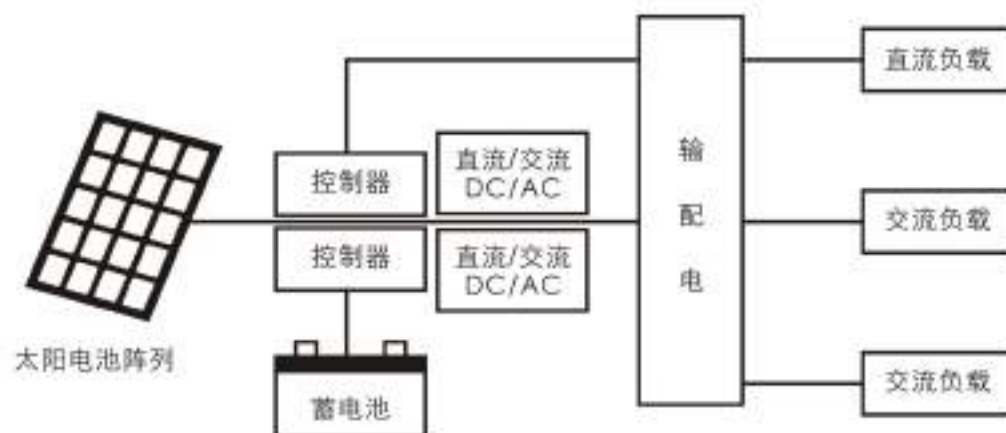 直流负载
控制器
直流/交流
DC/AC
输
配
电
交流负载
控制器
直流/交流
DC/AC
太阳电池阵列
蓄电池
交流负载